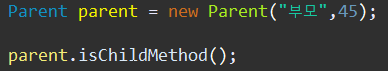 Parent parent = new Parent("부모",45);
parent.isChildMethod();